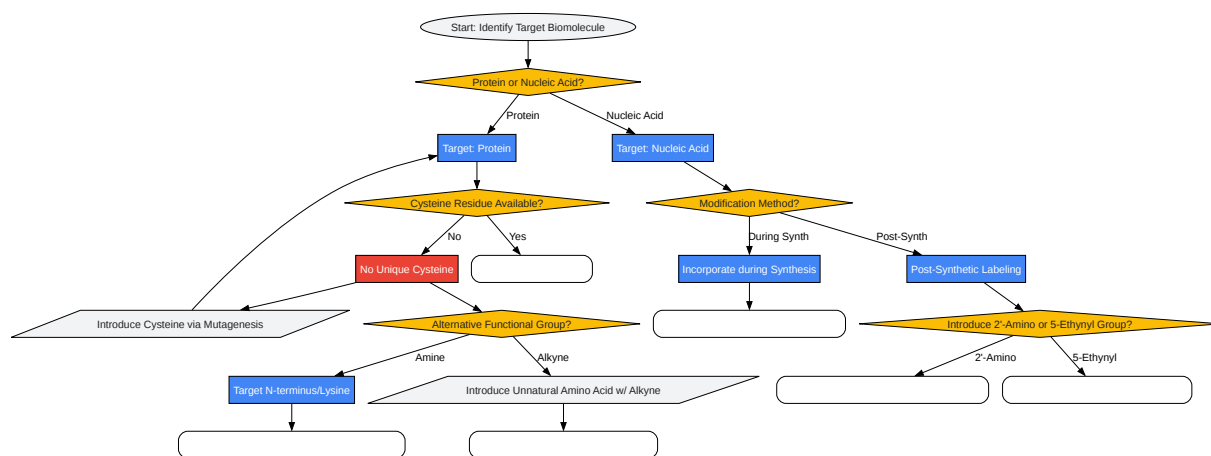 Start: Identify Target Biomolecule
Protein or Nucleic Acid?
Protein
Nucleic Acid
Target: Protein
Target: Nucleic Acid
Cysteine Residue Available?
Modification Method?
No
Yes
During Synth
Post-Synth
No Unique Cysteine
Incorporate during Synthesis
Post-Synthetic Labeling
Introduce Cysteine via Mutagenesis
Alternative Functional Group?
Introduce 2'-Amino or 5-Ethynyl Group?
Amine
Alkyne
2'-Amino
5-Ethynyl
Target N-terminus/Lysine
Introduce Unnatural Amino Acid w/ Alkyne